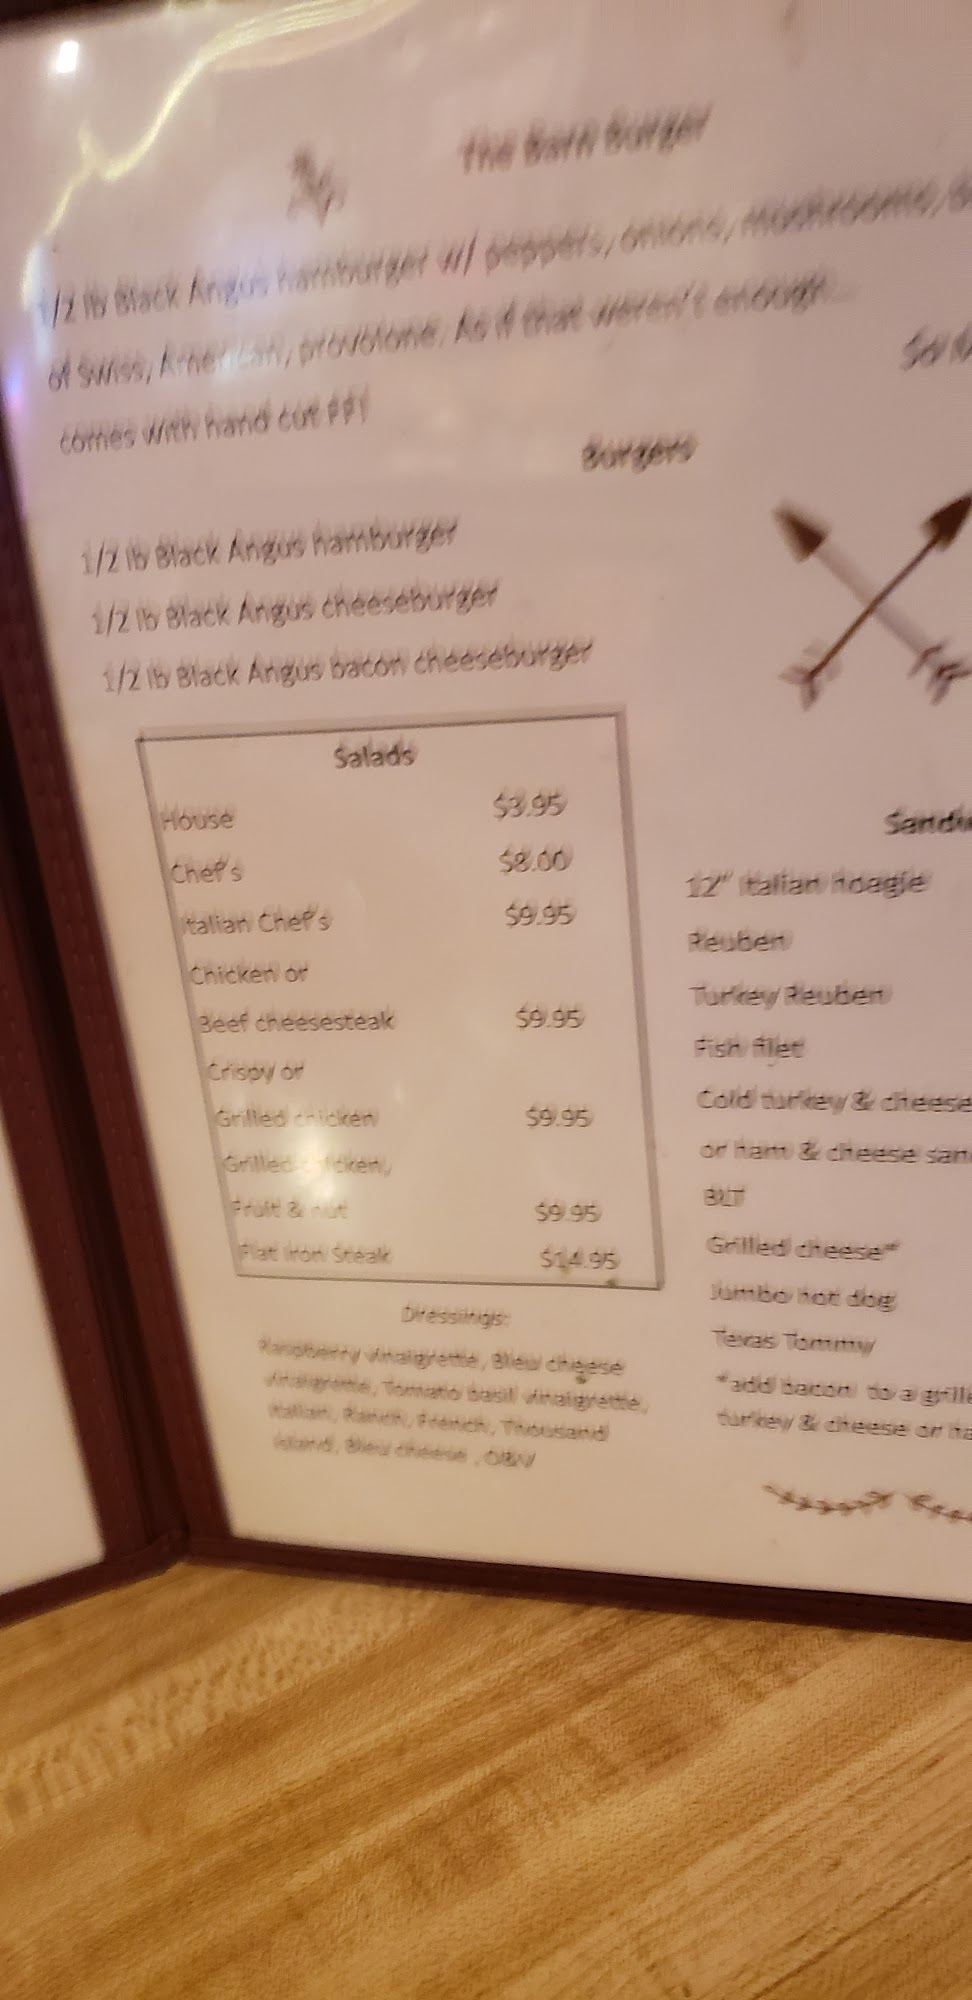 The Barn Burger
1/2 lb Black Angus hamburger w/ peppers, onions, mushrooms,
of Swiss, American, provolone. As if that weren't enough...
comes with hand cut FF!
Burgers
1/2 lb Black Angus hamburger
1/2 lb Black Angus cheeseburger
1/2 lb Black Angus bacon cheeseburger
Salads
House $3.95
Chef's $8.00
Italian Chef's $9.95
Chicken or
Beef cheesesteak $9.95
Crispy or
Grilled chicken $9.95
Grilled chicken,
Fruit & nut $9.95
Flat Iron Steak $14.95
Dressings:
Raspberry vinaigrette, Bleu cheese
vinaigrette, Tomato basil vinaigrette,
Italian, Ranch, French, Thousand
island, Bleu cheese , O&V
12" Italian hoagie
Reuben
Turkey Reuben
Fish filet
Cold turkey & cheese
or ham & cheese
BLT
Grilled cheese*
Jumbo hot dog
Texas Tommy
*add bacon to a
turkey & cheese or